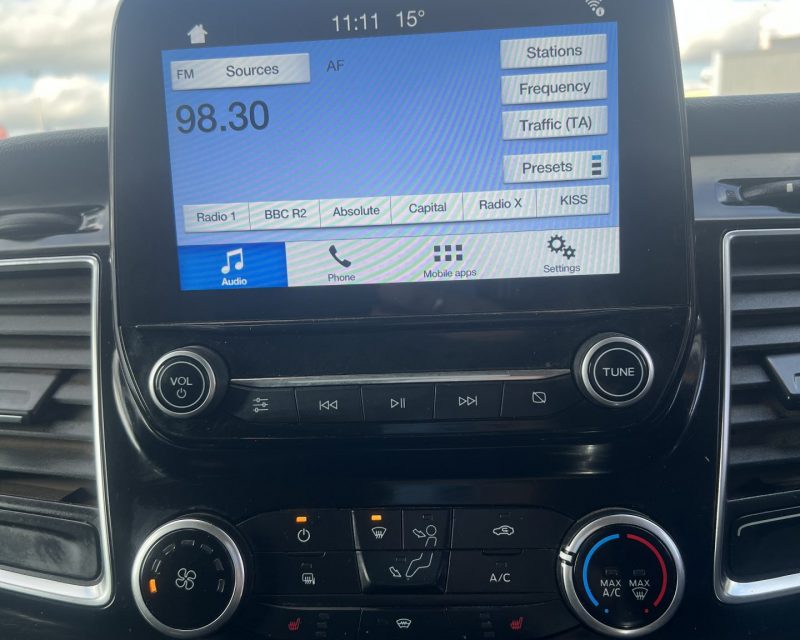 11:11 15°
FM Sources AF
Stations
98.30
Frequency
Traffic (TA)
Presets
Radio 1 BBC R2 Absolute Capital Radio X KISS
Audio Phone Mobile apps Settings
VOL
TUNE
A/C
MAX A/C
MAX